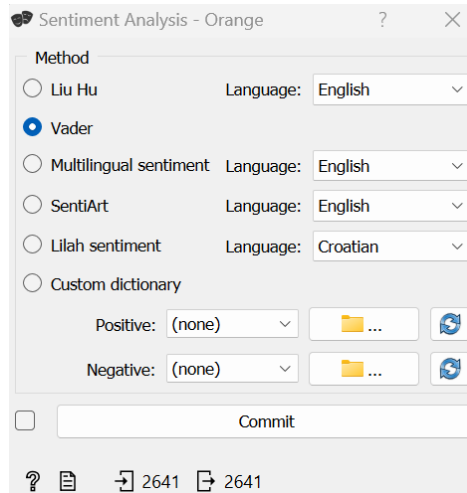 Sentiment Analysis - Orange ?
Method
Liu Hu Language: English
Vader
Multilingual sentiment Language: English
SentiArt Language: English
Lilah sentiment Language: Croatian
Custom dictionary
Positive: (none) ...
Negative: (none) ...
Commit
? 2641 2641